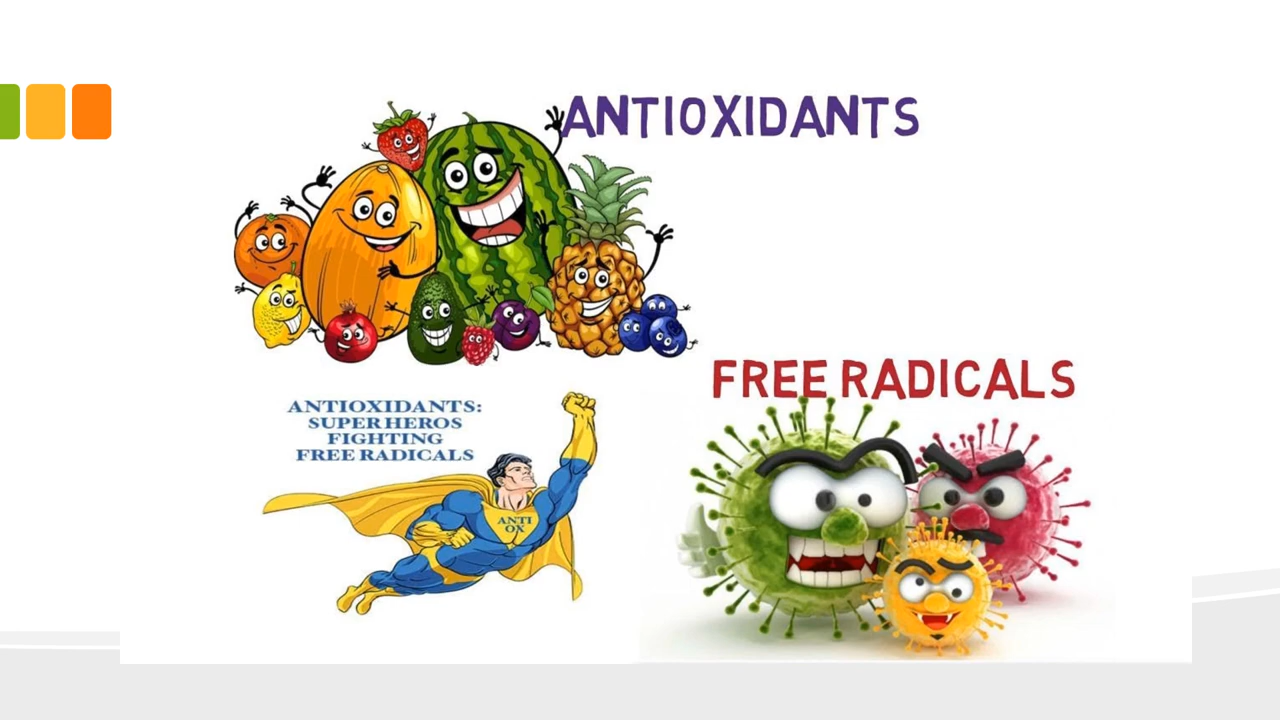 ANTIOXIDANTS
FREE RADICALS
ANTIOXIDANTS:
SUPER HEROS
FIGHTING
FREE RADICALS
ANTI
OX